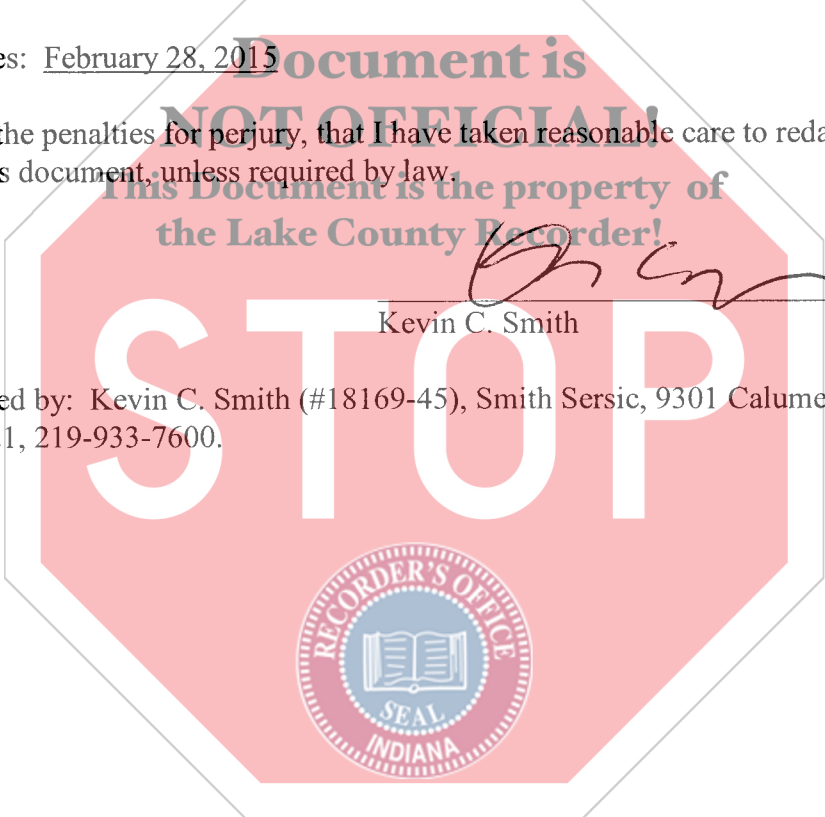 es: February 28, 2015
Document is
NOT OFFICIAL!
the penalties for perjury, that I have taken reasonable care to reda
s document, unless required by law.
This Document is the property of
the Lake County Recorder!
Kevin C. Smith
STOP
ed by: Kevin C. Smith (#18169-45), Smith Sersic, 9301 Calume
1, 219-933-7600.
RECORDER'S OFFICE
SEAL
INDIANA